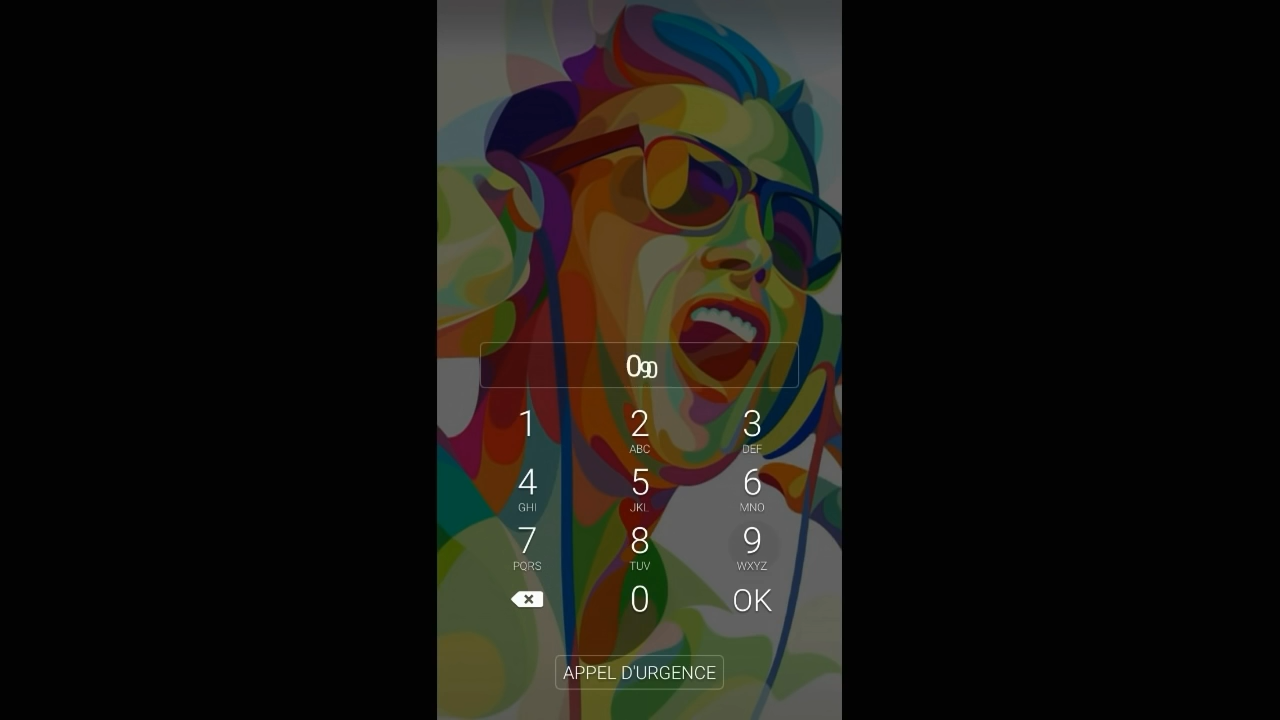 090
1 2 3
ABC DEF
4 5 6
GHI JKL MNO
7 8 9
PQRS TUV WXYZ
0 OK
APPEL D'URGENCE